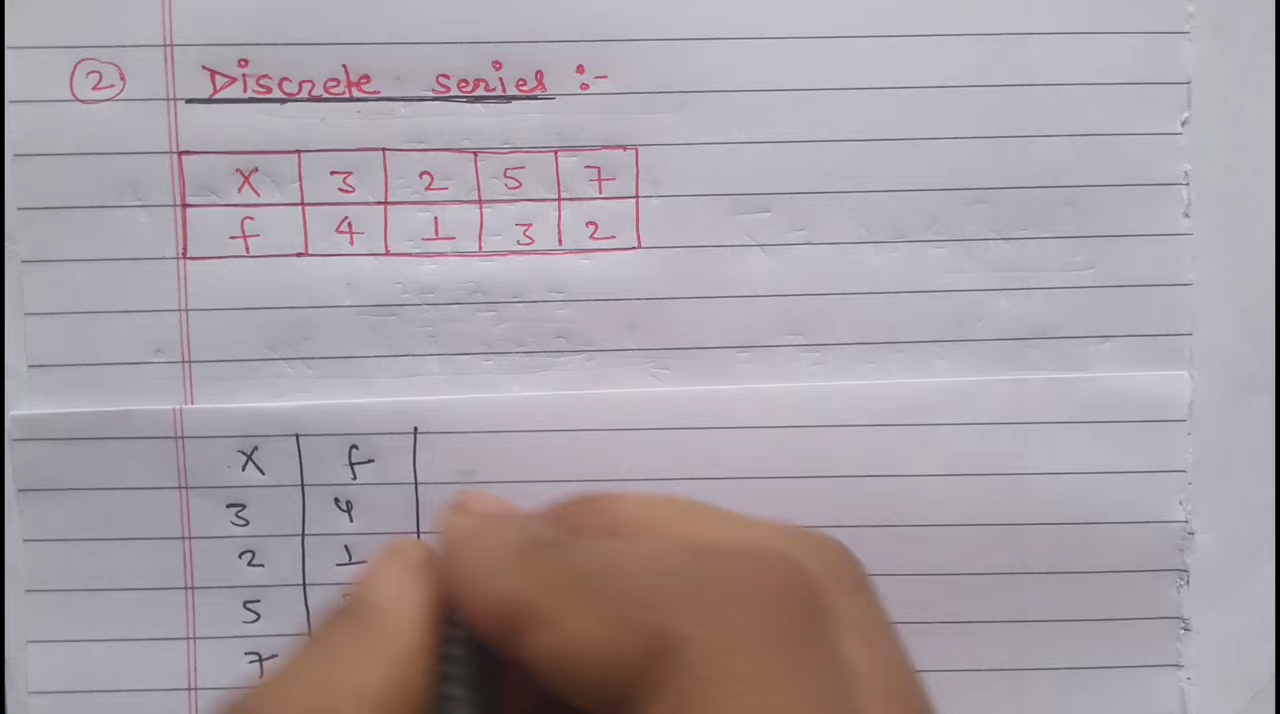 2 Discrete series :-
X 3 2 5 7
f 4 1 3 2
X f
3 4
2 1
5
7